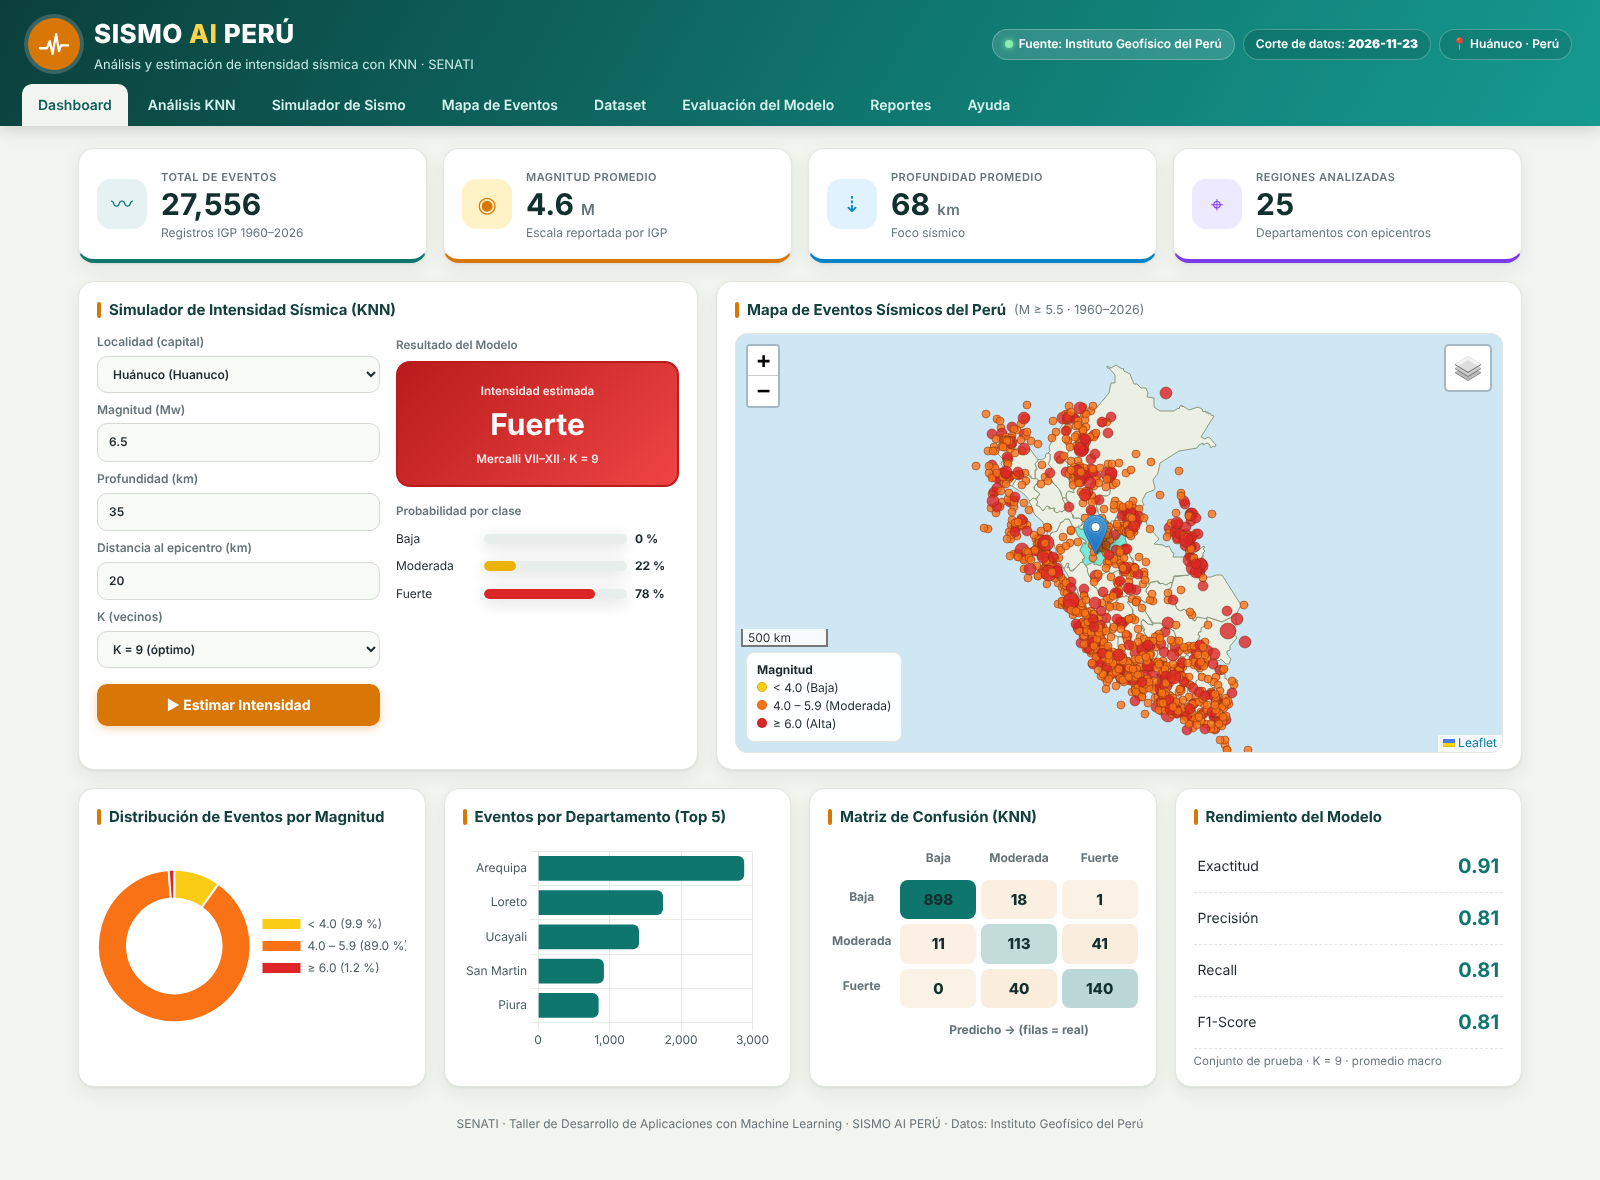 SISMO AI PERÚ
Análisis y estimación de intensidad sísmica con KNN · SENATI
Fuente: Instituto Geofísico del Perú
Corte de datos: 2026-11-23
Huánuco · Perú
Dashboard
Análisis KNN
Simulador de Sismo
Mapa de Eventos
Dataset
Evaluación del Modelo
Reportes
Ayuda
TOTAL DE EVENTOS
27,556
Registros IGP 1960–2026
MAGNITUD PROMEDIO
4.6 M
Escala reportada por IGP
PROFUNDIDAD PROMEDIO
68 km
Foco sísmico
REGIONES ANALIZADAS
25
Departamentos con epicentros
Simulador de Intensidad Sísmica (KNN)
Localidad (capital)
Huánuco (Huanuco)
Magnitud (Mw)
6.5
Profundidad (km)
35
Distancia al epicentro (km)
20
K (vecinos)
K = 9 (óptimo)
▶ Estimar Intensidad
Resultado del Modelo
Intensidad estimada
Fuerte
Mercalli VII–XII · K = 9
Probabilidad por clase
Baja 0 %
Moderada 22 %
Fuerte 78 %
Mapa de Eventos Sísmicos del Perú (M ≥ 5.5 · 1960–2026)
+
−
500 km
Magnitud
< 4.0 (Baja)
4.0 – 5.9 (Moderada)
≥ 6.0 (Alta)
Leaflet
Distribución de Eventos por Magnitud
< 4.0 (9.9 %)
4.0 – 5.9 (89.0 %)
≥ 6.0 (1.2 %)
Eventos por Departamento (Top 5)
Arequipa
Loreto
Ucayali
San Martin
Piura
0 1,000 2,000 3,000
Matriz de Confusión (KNN)
Baja Moderada Fuerte
Baja 898 18 1
Moderada 11 113 41
Fuerte 0 40 140
Predicho → (filas = real)
Rendimiento del Modelo
Exactitud 0.91
Precisión 0.81
Recall 0.81
F1-Score 0.81
Conjunto de prueba · K = 9 · promedio macro
SENATI · Taller de Desarrollo de Aplicaciones con Machine Learning · SISMO AI PERÚ · Datos: Instituto Geofísico del Perú